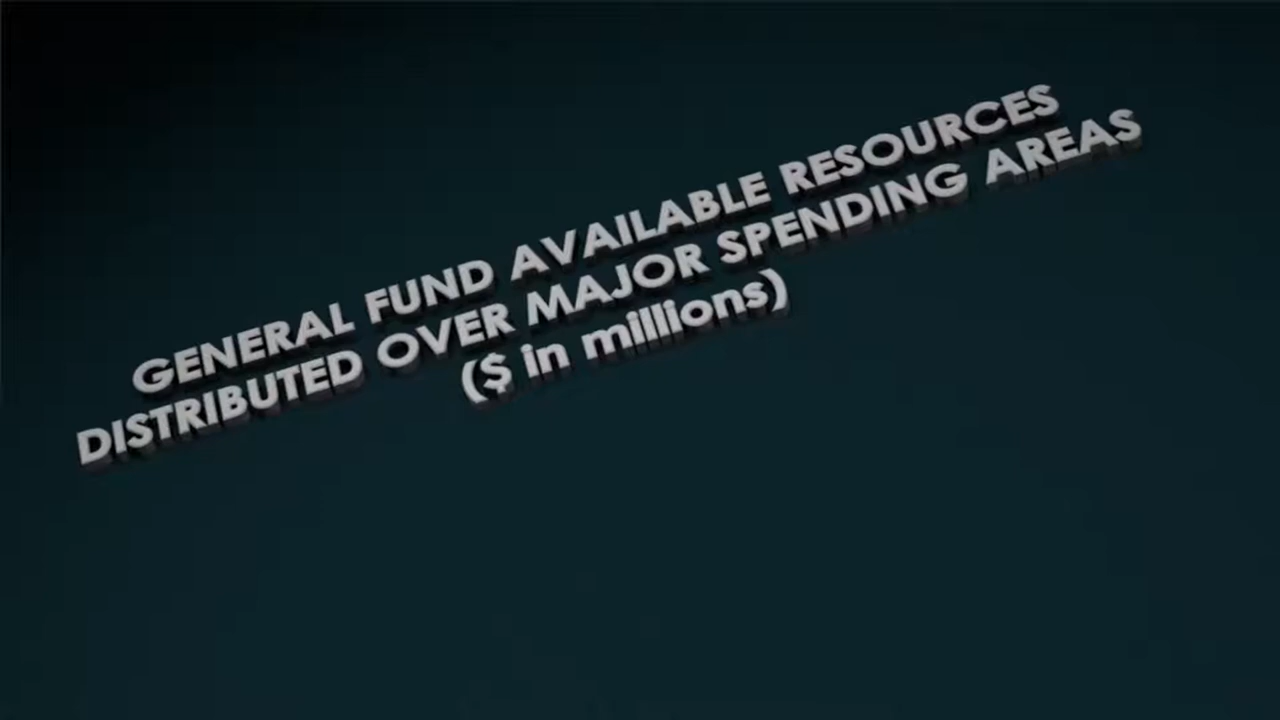 GENERAL FUND AVAILABLE RESOURCES
DISTRIBUTED OVER MAJOR SPENDING AREAS
($ in millions)